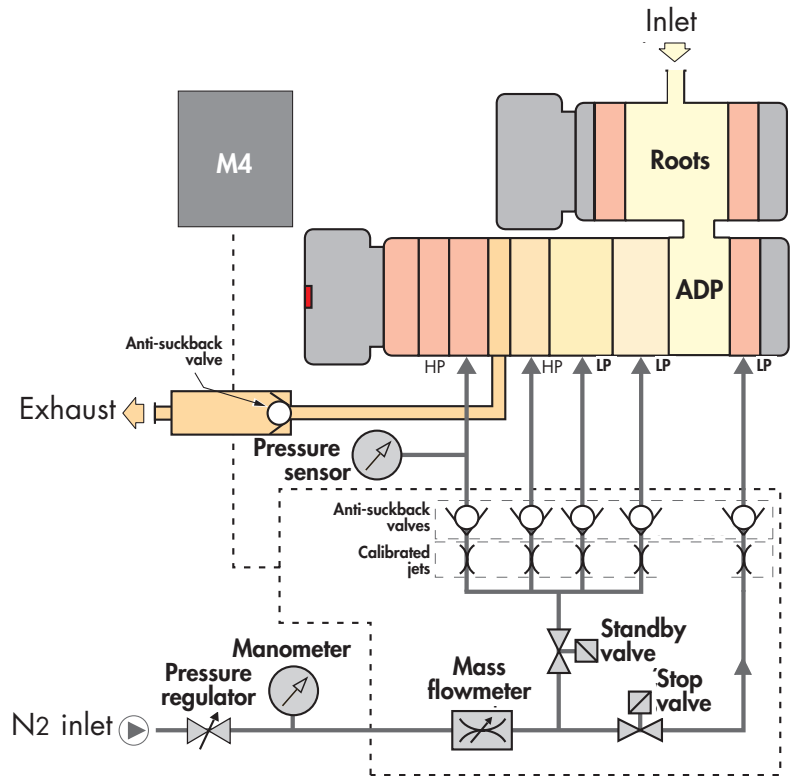 Inlet
M4
Roots
ADP
HP
HP
LP
LP
LP
Anti-suckback
valve
Exhaust
Pressure
sensor
Anti-suckback
valves
Calibrated
jets
Standby
valve
Manometer
Pressure
regulator
Mass
flowmeter
Stop
valve
N2 inlet